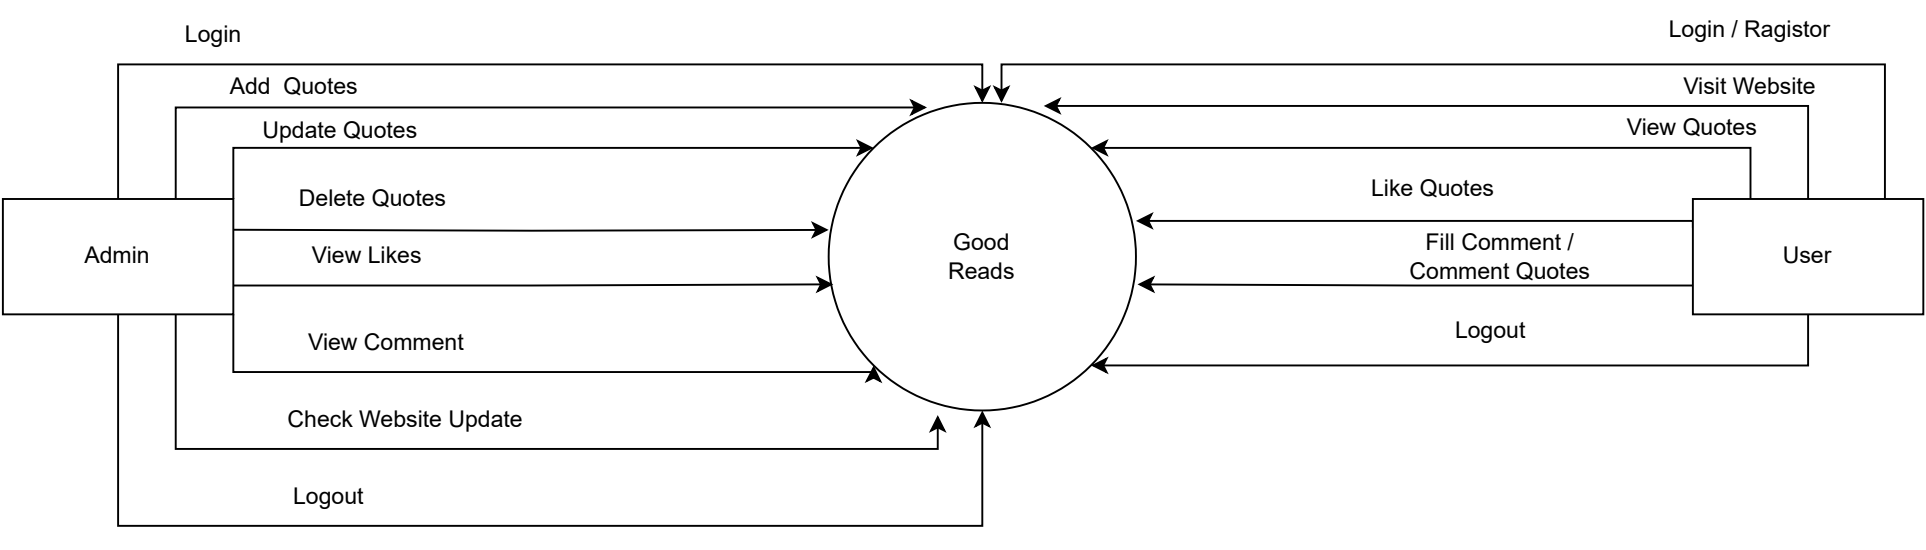 Login
Login / Ragistor
Add  Quotes
Visit Website
Update Quotes
View Quotes
Delete Quotes
Like Quotes
Admin
View Likes
Good
Reads
Fill Comment /
Comment Quotes
User
View Comment
Logout
Check Website Update
Logout